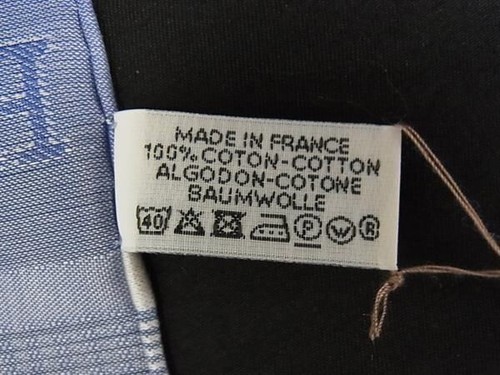 H
MADE IN FRANCE
100% COTON-COTTON
ALGODON-COTONE
BAUMWOLLE
40 P W R